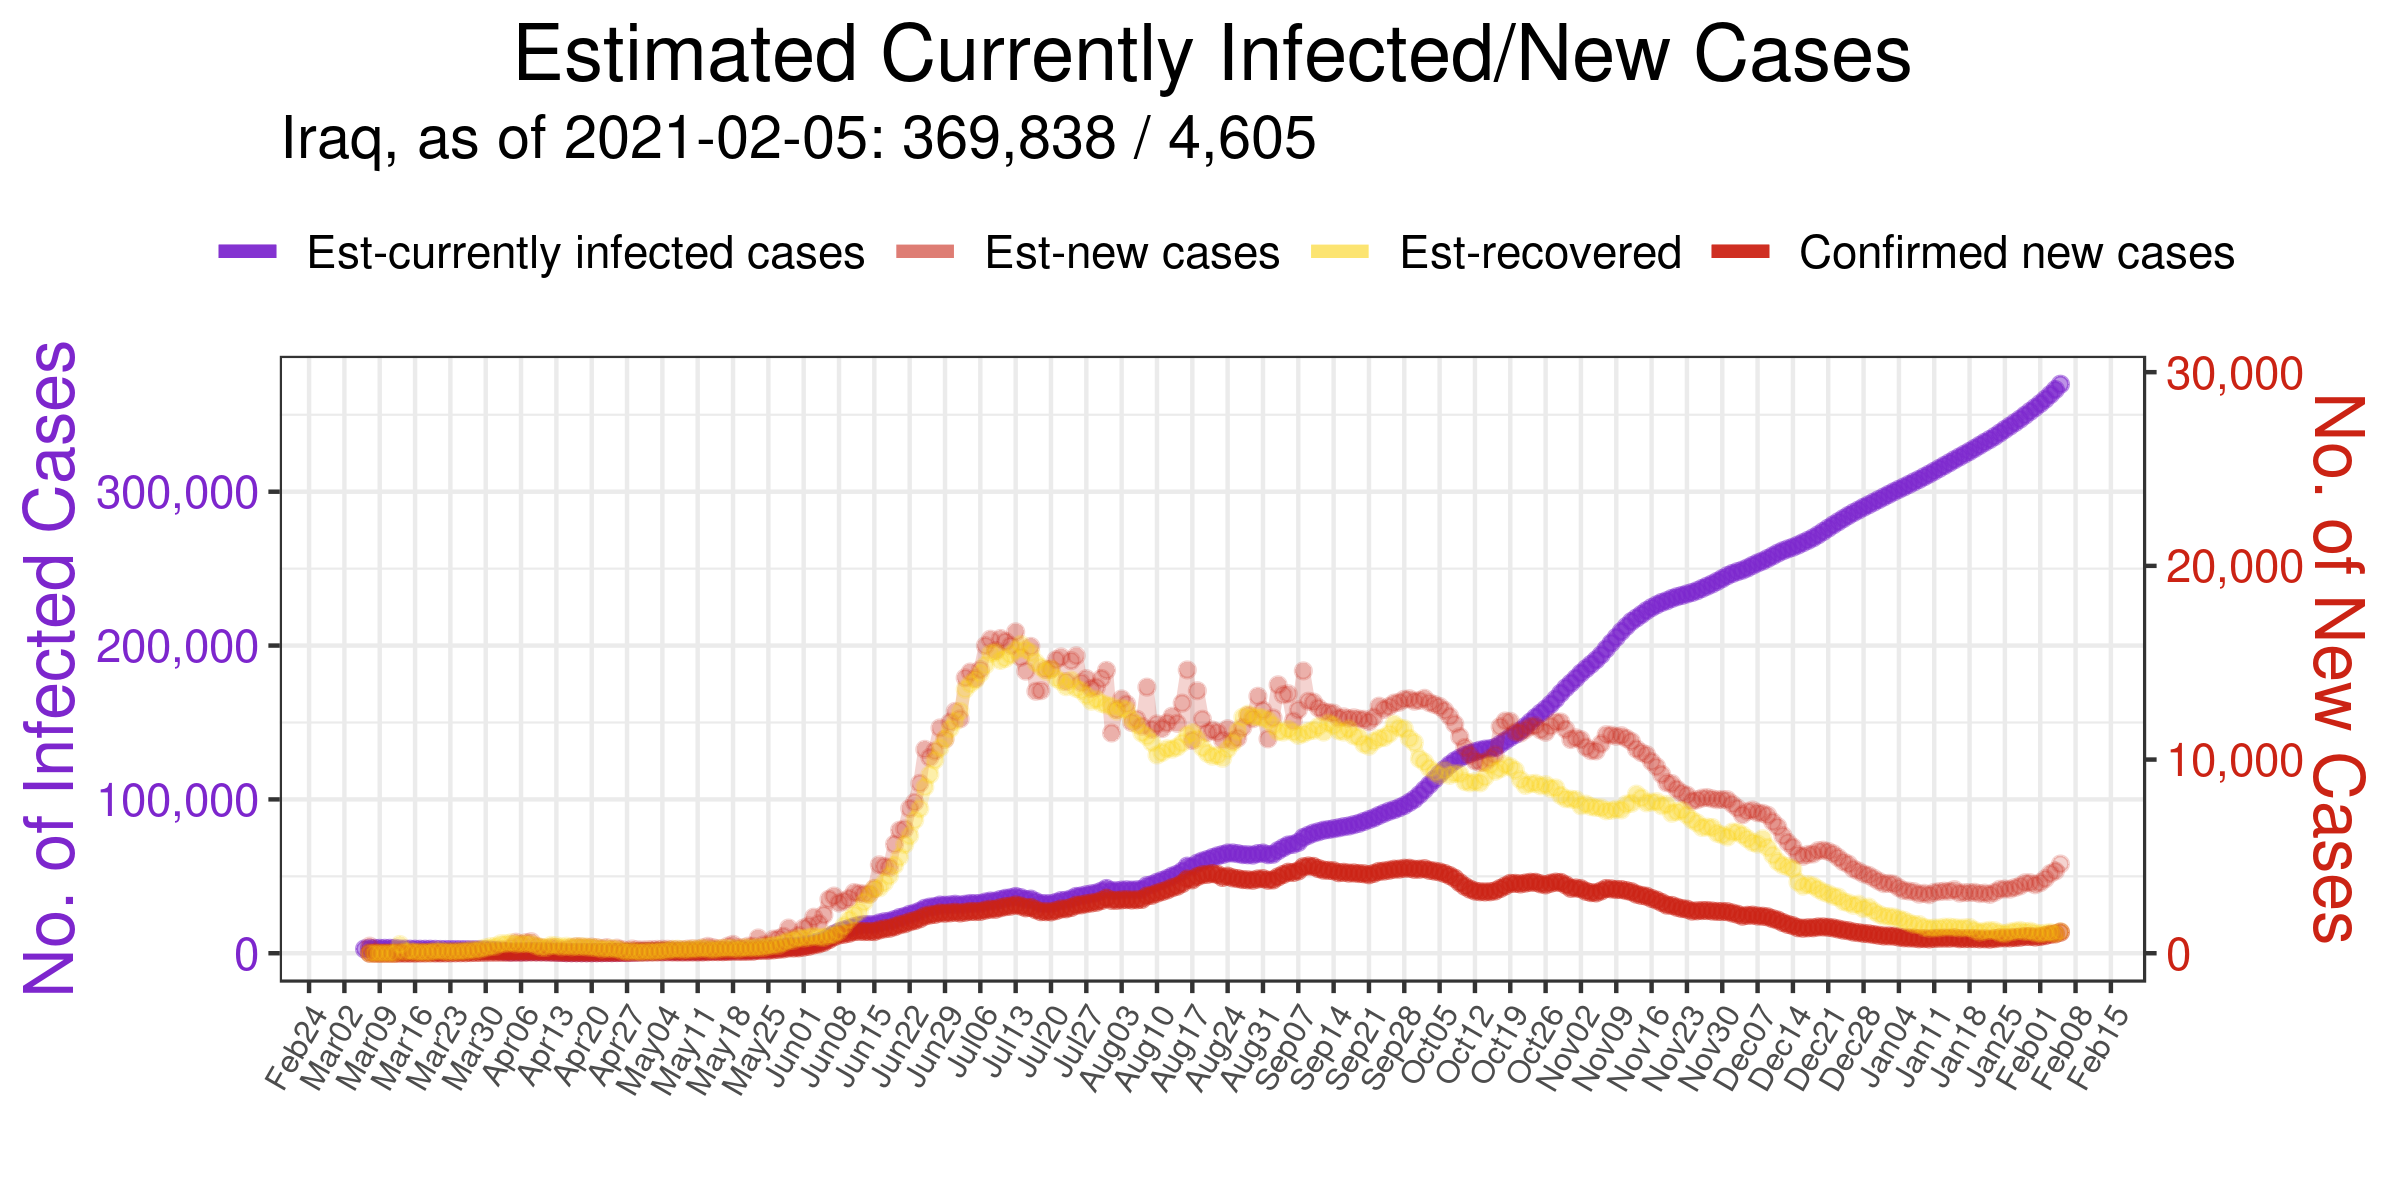 Estimated Currently Infected/New Cases
Iraq, as of 2021-02-05: 369,838 / 4,605
Est-currently infected cases Est-new cases Est-recovered Confirmed new cases
No. of Infected Cases
300,000
200,000
100,000
0
30,000
20,000
10,000
0
No. of New Cases
Feb24 Mar02 Mar09 Mar16 Mar23 Mar30 Apr06 Apr13 Apr20 Apr27 May04 May11 May18 May25 Jun01 Jun08 Jun15 Jun22 Jun29 Jul06 Jul13 Jul20 Jul27 Aug03 Aug10 Aug17 Aug24 Aug31 Sep07 Sep14 Sep21 Sep28 Oct05 Oct12 Oct19 Oct26 Nov02 Nov09 Nov16 Nov23 Nov30 Dec07 Dec14 Dec21 Dec28 Jan04 Jan11 Jan18 Jan25 Feb01 Feb08 Feb15